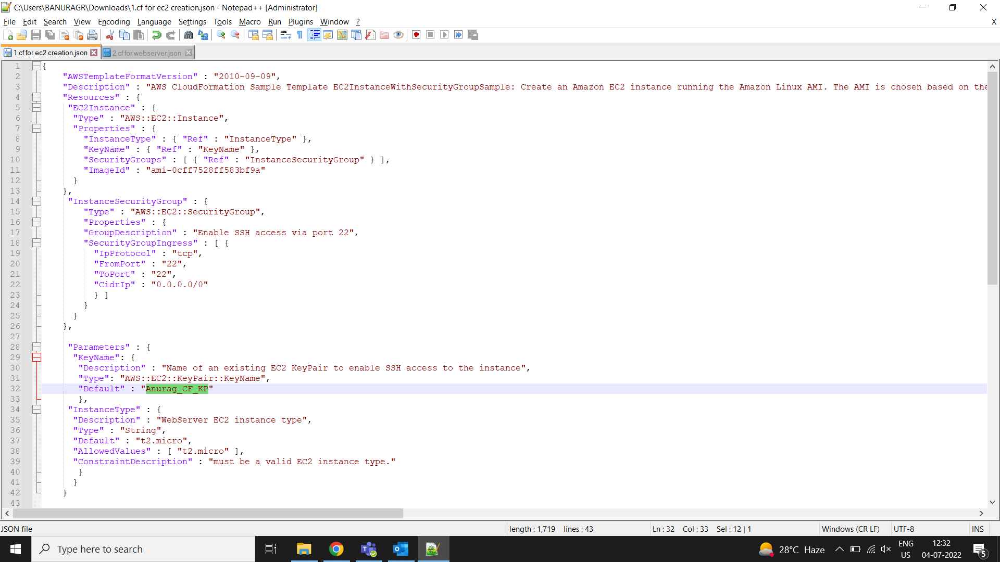 C:\Users\BANURAGR\Downloads\1.cf for ec2 creation.json - Notepad++ [Administrator]
File Edit Search View Encoding Language Settings Tools Macro Run Plugins Window ? X
1.cf for ec2 creation.json 2.cf for webserver.json
1 {
2 "AWSTemplateFormatVersion" : "2010-09-09",
3 "Description" : "AWS CloudFormation Sample Template EC2InstanceWithSecurityGroupSample: Create an Amazon EC2 instance running the Amazon Linux AMI. The AMI is chosen based on the
4 "Resources" : {
5 "EC2Instance" : {
6 "Type" : "AWS::EC2::Instance",
7 "Properties" : {
8 "InstanceType" : { "Ref" : "InstanceType" },
9 "KeyName" : { "Ref" : "KeyName" },
10 "SecurityGroups" : [ { "Ref" : "InstanceSecurityGroup" } ],
11 "ImageId" : "ami-0cff7528ff583bf9a"
12 }
13 },
14 "InstanceSecurityGroup" : {
15 "Type" : "AWS::EC2::SecurityGroup",
16 "Properties" : {
17 "GroupDescription" : "Enable SSH access via port 22",
18 "SecurityGroupIngress" : [ {
19 "IpProtocol" : "tcp",
20 "FromPort" : "22",
21 "ToPort" : "22",
22 "CidrIp" : "0.0.0.0/0"
23 } ]
24 }
25 }
26 },
27
28 "Parameters" : {
29 "KeyName": {
30 "Description" : "Name of an existing EC2 KeyPair to enable SSH access to the instance",
31 "Type": "AWS::EC2::KeyPair::KeyName",
32 "Default" : "Anurag_CF_KP"
33 },
34 "InstanceType" : {
35 "Description" : "WebServer EC2 instance type",
36 "Type" : "String",
37 "Default" : "t2.micro",
38 "AllowedValues" : [ "t2.micro" ],
39 "ConstraintDescription" : "must be a valid EC2 instance type."
40 }
41 }
42 }
43
JSON file length : 1,719 lines : 43 Ln : 32 Col : 33 Sel : 12 | 1 Windows (CR LF) UTF-8 INS
Type here to search 28°C Haze ENG US 12:32 04-07-2022 5